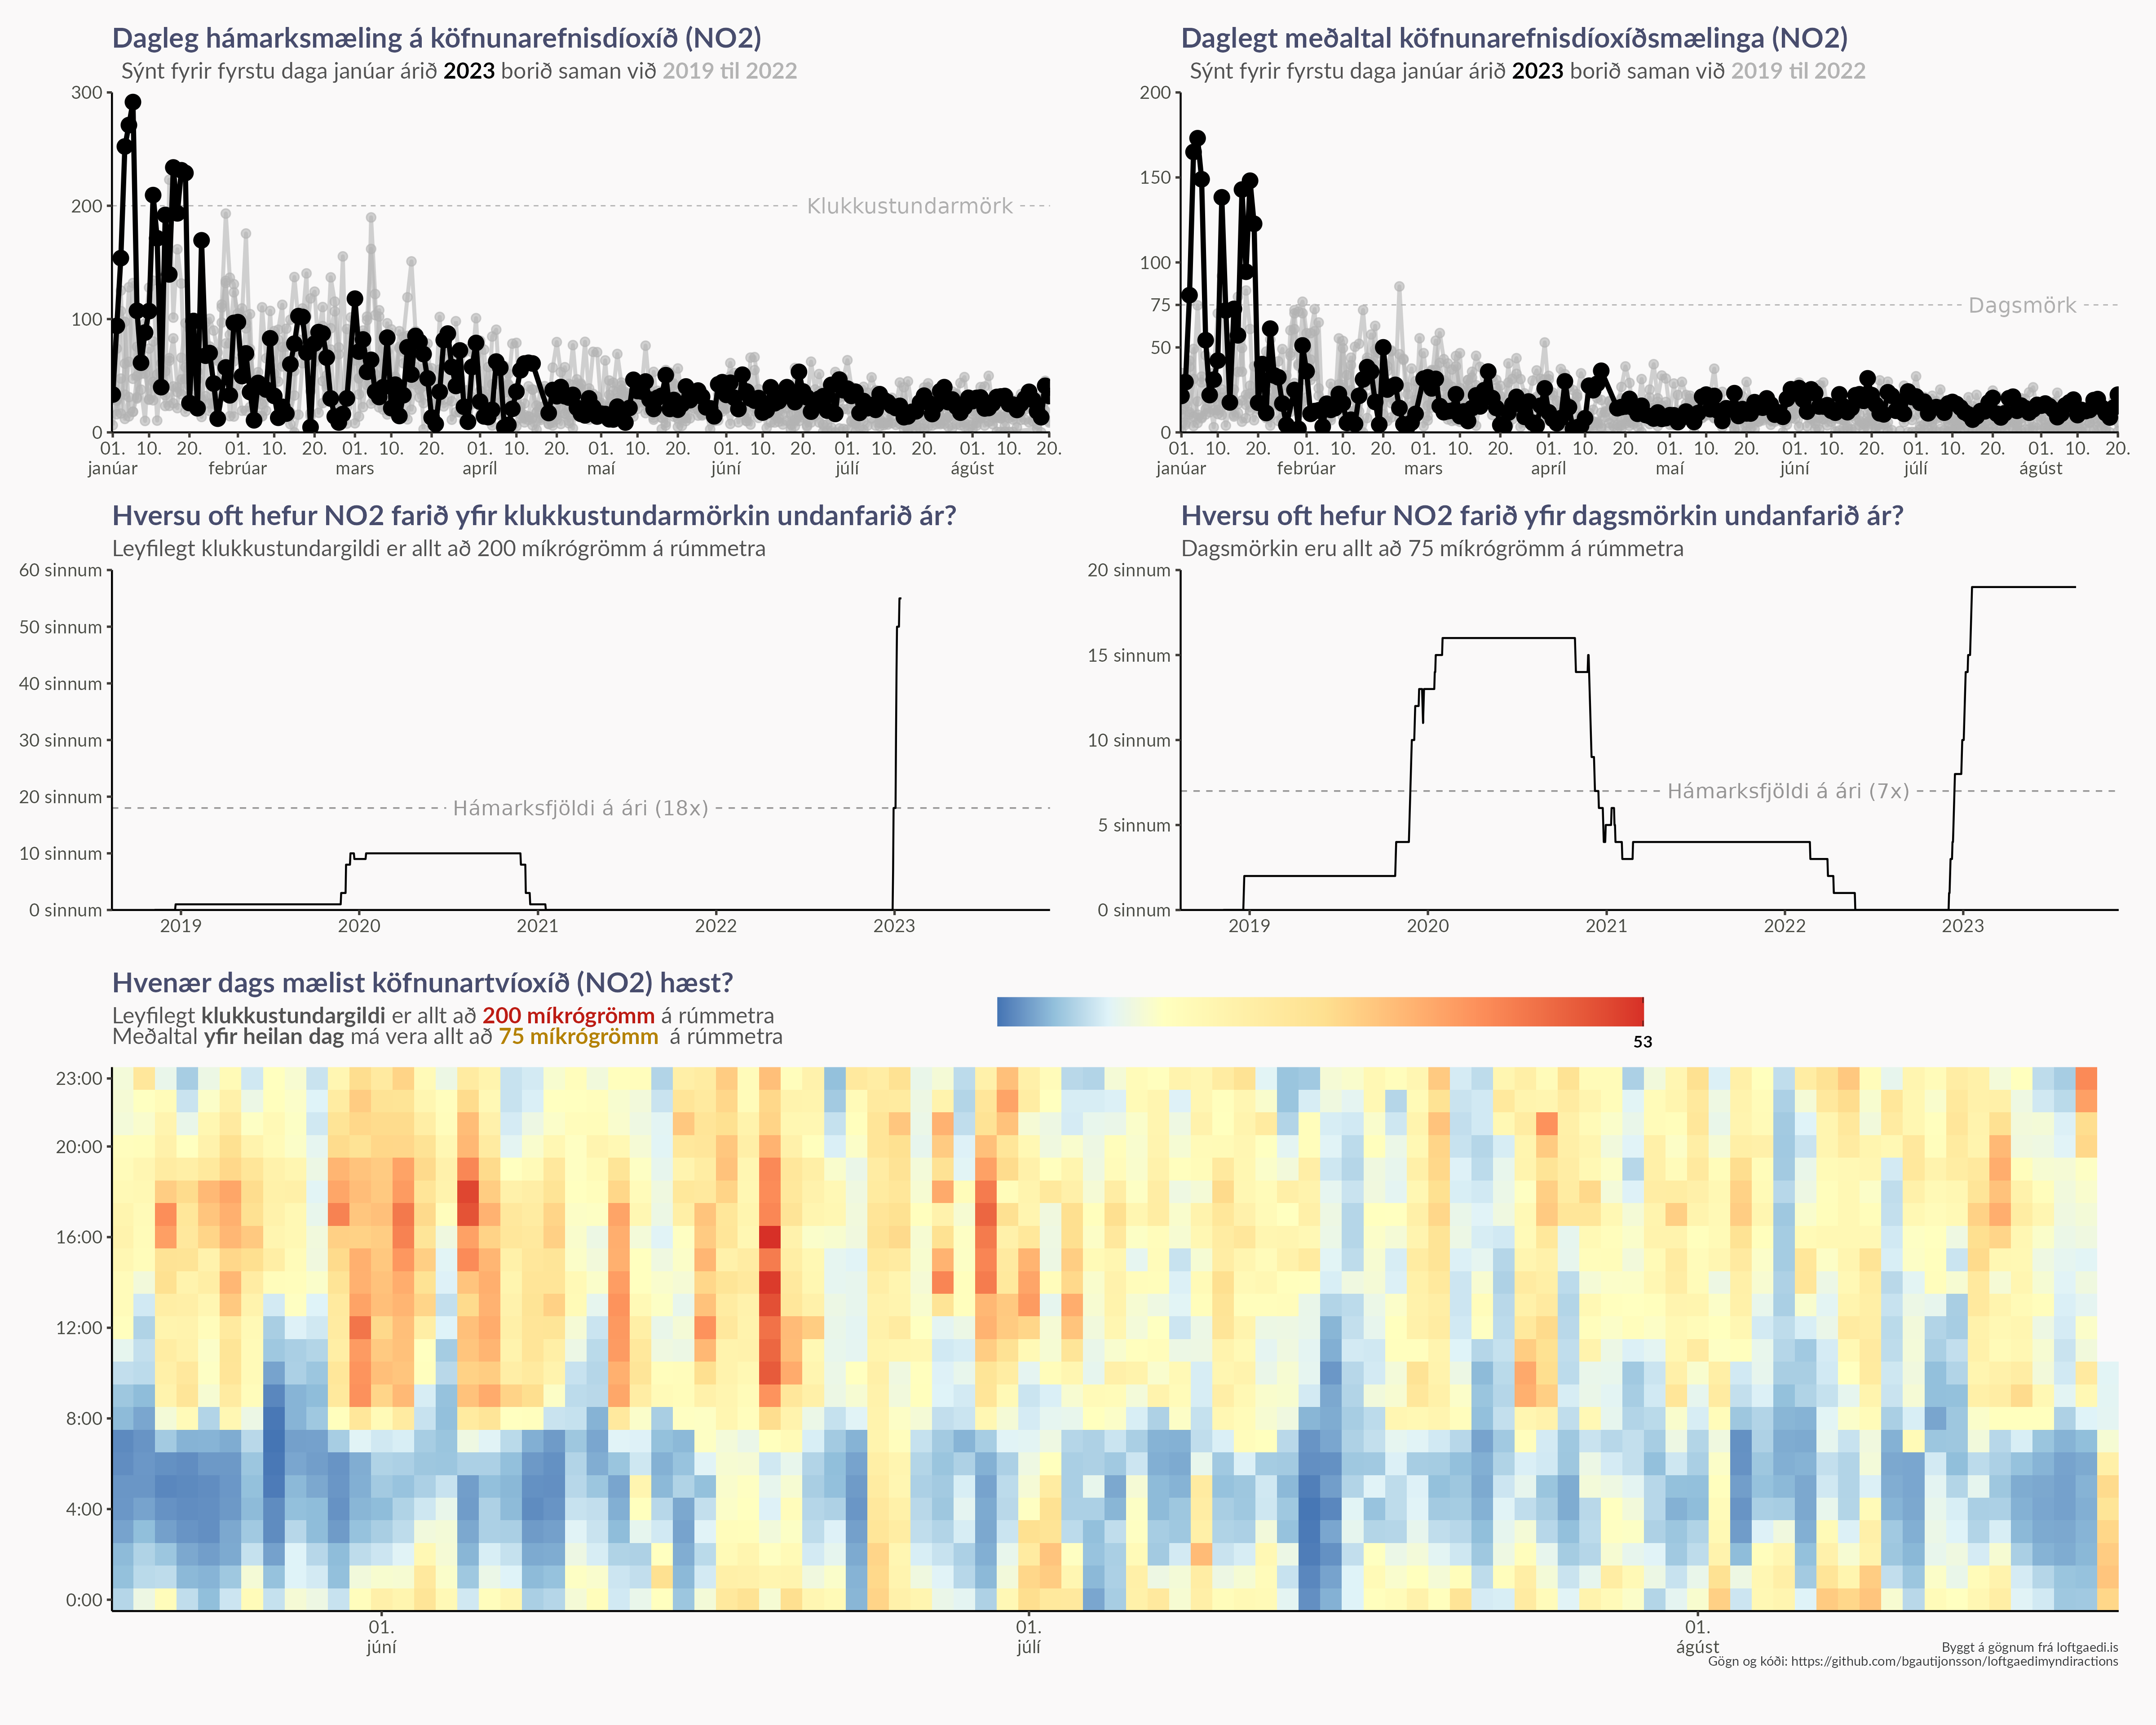 Dagleg hámarksmæling á köfnunarefnisdíoxíð (NO2)
Sýnt fyrir fyrstu daga janúar árið 2023 borið saman við 2019 til 2022
300
200
100
0
Klukkustundarmörk
01. 10. 20. 01. 10. 20. 01. 10. 20. 01. 10. 20. 01. 10. 20. 01. 10. 20. 01. 10. 20. 01. 10. 20.
janúar febrúar mars apríl maí júní júlí ágúst
Daglegt meðaltal köfnunarefnisdíoxíðsmælinga (NO2)
Sýnt fyrir fyrstu daga janúar árið 2023 borið saman við 2019 til 2022
200
150
100
75
50
0
Dagsmörk
01. 10. 20. 01. 10. 20. 01. 10. 20. 01. 10. 20. 01. 10. 20. 01. 10. 20. 01. 10. 20. 01. 10. 20.
janúar febrúar mars apríl maí júní júlí ágúst
Hversu oft hefur NO2 farið yfir klukkustundarmörkin undanfarið ár?
Leyfilegt klukkustundargildi er allt að 200 míkrógrömm á rúmmetra
60 sinnum
50 sinnum
40 sinnum
30 sinnum
20 sinnum
10 sinnum
0 sinnum
Hámarksfjöldi á ári (18x)
2019 2020 2021 2022 2023
Hversu oft hefur NO2 farið yfir dagsmörkin undanfarið ár?
Dagsmörkin eru allt að 75 míkrógrömm á rúmmetra
20 sinnum
15 sinnum
10 sinnum
5 sinnum
0 sinnum
Hámarksfjöldi á ári (7x)
2019 2020 2021 2022 2023
Hvenær dags mælist köfnunartvíoxíð (NO2) hæst?
Leyfilegt klukkustundargildi er allt að 200 míkrógrömm á rúmmetra
Meðaltal yfir heilan dag má vera allt að 75 míkrógrömm á rúmmetra
53
23:00
20:00
16:00
12:00
8:00
4:00
0:00
01. 01. 01.
júní júlí ágúst
Byggt á gögnum frá loftgaedi.is
Gögn og kóði: https://github.com/bgautijonsson/loftgaedimyndiractions